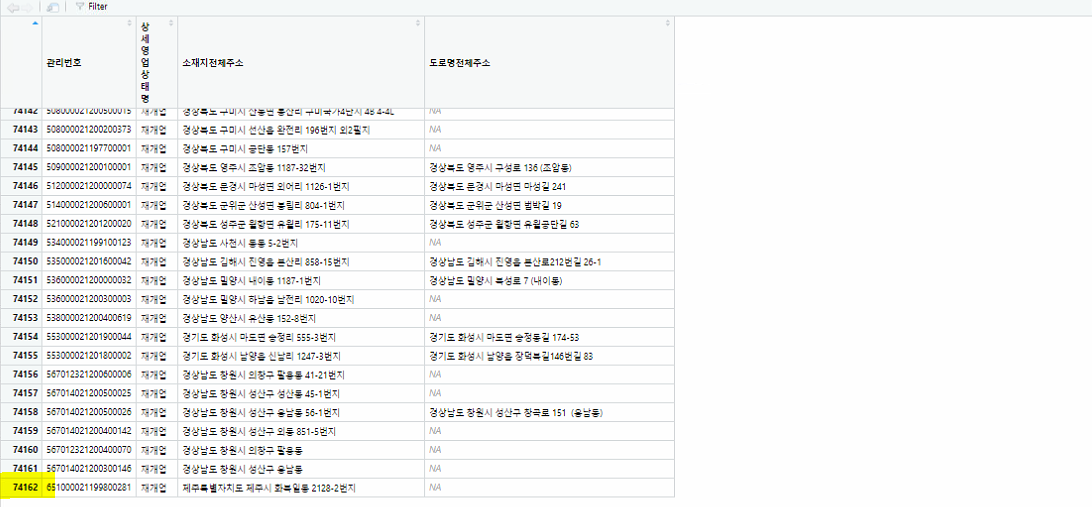 Filter
관리번호 상세영업상태명 소재지전체주소 도로명전체주소
74142 508000021200500015 재개업 경상북도 구미시 산동면 봉산리 구미국가4단지 4B 4-4L NA
74143 508000021200200373 재개업 경상북도 구미시 선산읍 완전리 196번지 외2필지 NA
74144 508000021197700001 재개업 경상북도 구미시 공단동 157번지 NA
74145 509000021200100001 재개업 경상북도 영주시 조암동 1187-32번지 경상북도 영주시 구성로 136 (조암동)
74146 512000021200000074 재개업 경상북도 문경시 마성면 외어리 1126-1번지 경상북도 문경시 마성면 마성길 241
74147 514000021200600001 재개업 경상북도 군위군 산성면 봉림리 804-1번지 경상북도 군위군 산성면 범박길 19
74148 521000021201200020 재개업 경상북도 성주군 월항면 유월리 175-11번지 경상북도 성주군 월항면 유월공단길 63
74149 534000021199100123 재개업 경상남도 사천시 용동 5-2번지 NA
74150 535000021201600042 재개업 경상남도 김해시 진영읍 본산리 858-15번지 경상남도 김해시 진영읍 본산로212번길 26-1
74151 536000021200000032 재개업 경상남도 밀양시 내이동 1187-1번지 경상남도 밀양시 북성로 7 (내이동)
74152 536000021200300003 재개업 경상남도 밀양시 하남읍 남전리 1020-10번지 NA
74153 538000021200400619 재개업 경상남도 양산시 유산동 152-8번지 NA
74154 553000021201900044 재개업 경기도 화성시 마도면 송정리 555-3번지 경기도 화성시 마도면 송정동길 174-53
74155 553000021201800002 재개업 경기도 화성시 남양읍 신남리 1247-3번지 경기도 화성시 남양읍 장덕북길146번길 83
74156 567012321200600006 재개업 경상남도 창원시 의창구 팔용동 41-21번지 NA
74157 567014021200500025 재개업 경상남도 창원시 성산구 성산동 45-1번지 NA
74158 567014021200500026 재개업 경상남도 창원시 성산구 웅남동 56-1번지 경상남도 창원시 성산구 창곡로 151 (웅남동)
74159 567014021200400142 재개업 경상남도 창원시 성산구 외동 851-5번지 NA
74160 567012321200400070 재개업 경상남도 창원시 의창구 팔용동 NA
74161 567014021200300146 재개업 경상남도 창원시 성산구 웅남동 NA
74162 651000021199800281 재개업 제주특별자치도 제주시 화북일동 2128-2번지 NA